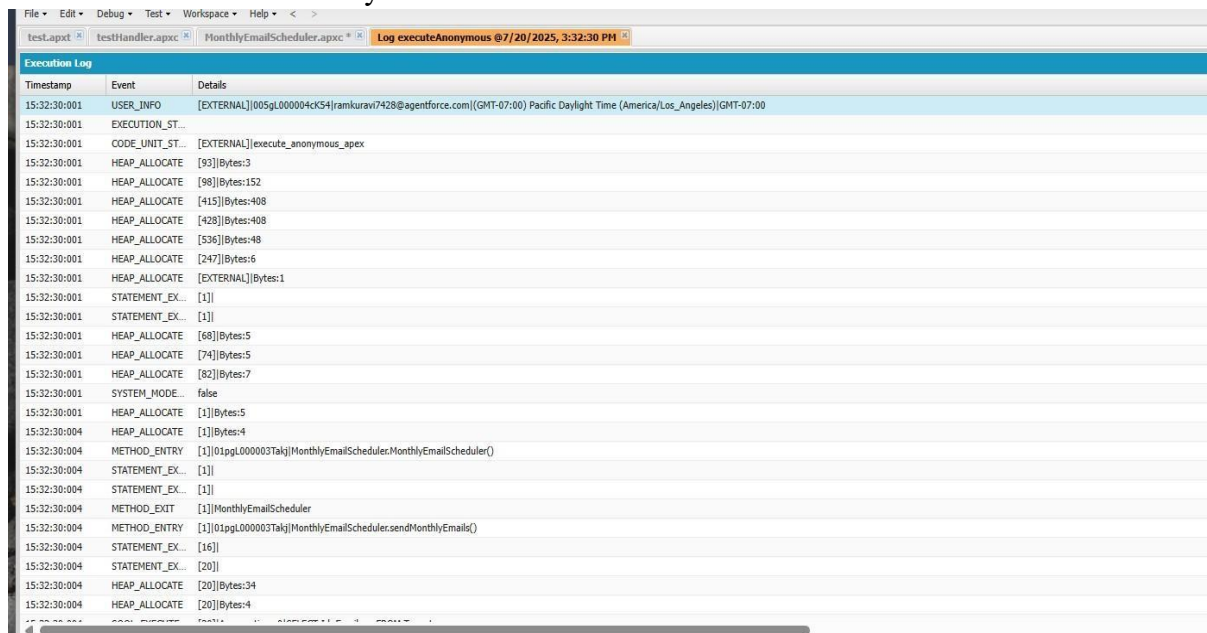 File Edit Debug Test Workspace Help < >
test.apxt testHandler.apxc MonthlyEmailScheduler.apxc * Log executeAnonymous @7/20/2025, 3:32:30 PM
Execution Log
Timestamp Event Details
15:32:30:001 USER_INFO [EXTERNAL]|005gL000004cK54|ramkuravi7428@agentforce.com|(GMT-07:00) Pacific Daylight Time (America/Los_Angeles)|GMT-07:00
15:32:30:001 EXECUTION_ST...
15:32:30:001 CODE_UNIT_ST... [EXTERNAL]|execute_anonymous_apex
15:32:30:001 HEAP_ALLOCATE [93]|Bytes:3
15:32:30:001 HEAP_ALLOCATE [98]|Bytes:152
15:32:30:001 HEAP_ALLOCATE [415]|Bytes:408
15:32:30:001 HEAP_ALLOCATE [428]|Bytes:408
15:32:30:001 HEAP_ALLOCATE [536]|Bytes:48
15:32:30:001 HEAP_ALLOCATE [247]|Bytes:6
15:32:30:001 HEAP_ALLOCATE [EXTERNAL]|Bytes:1
15:32:30:001 STATEMENT_EX... [1]|
15:32:30:001 STATEMENT_EX... [1]|
15:32:30:001 HEAP_ALLOCATE [68]|Bytes:5
15:32:30:001 HEAP_ALLOCATE [74]|Bytes:5
15:32:30:001 HEAP_ALLOCATE [82]|Bytes:7
15:32:30:001 SYSTEM_MODE... false
15:32:30:001 HEAP_ALLOCATE [1]|Bytes:5
15:32:30:004 HEAP_ALLOCATE [1]|Bytes:4
15:32:30:004 METHOD_ENTRY [1]|01pgL000003Takj|MonthlyEmailScheduler.MonthlyEmailScheduler()
15:32:30:004 STATEMENT_EX... [1]|
15:32:30:004 STATEMENT_EX... [1]|
15:32:30:004 METHOD_EXIT [1]|MonthlyEmailScheduler
15:32:30:004 METHOD_ENTRY [1]|01pgL000003Takj|MonthlyEmailScheduler.sendMonthlyEmails()
15:32:30:004 STATEMENT_EX... [16]|
15:32:30:004 STATEMENT_EX... [20]|
15:32:30:004 HEAP_ALLOCATE [20]|Bytes:34
15:32:30:004 HEAP_ALLOCATE [20]|Bytes:4